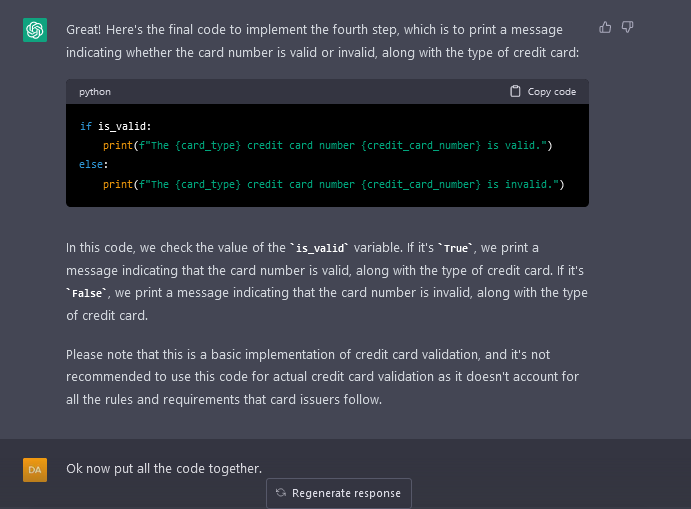 Great! Here's the final code to implement the fourth step, which is to print a message
indicating whether the card number is valid or invalid, along with the type of credit card:
python
Copy code
if is_valid:
    print(f"The {card_type} credit card number {credit_card_number} is valid.")
else:
    print(f"The {card_type} credit card number {credit_card_number} is invalid.")
In this code, we check the value of the `is_valid` variable. If it's `True`, we print a
message indicating that the card number is valid, along with the type of credit card. If it's
`False`, we print a message indicating that the card number is invalid, along with the type
of credit card.
Please note that this is a basic implementation of credit card validation, and it's not
recommended to use this code for actual credit card validation as it doesn't account for
all the rules and requirements that card issuers follow.
DA
Ok now put all the code together.
Regenerate response